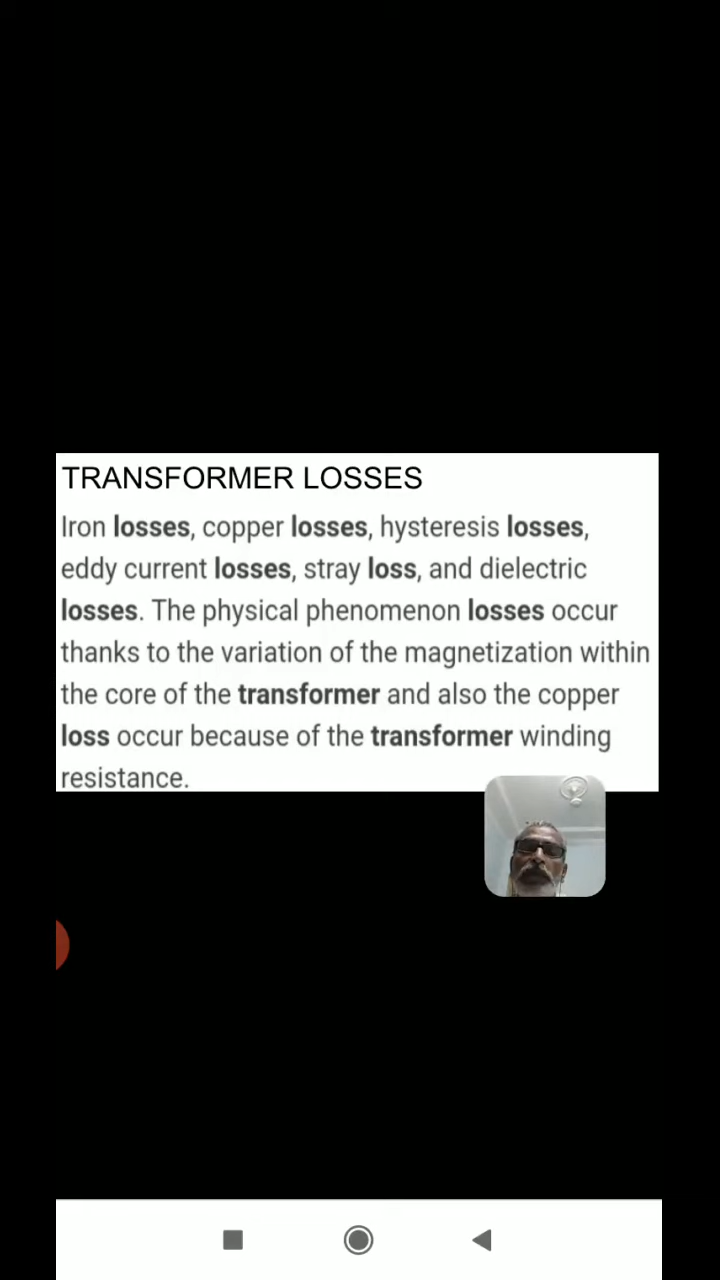 TRANSFORMER LOSSES
Iron losses, copper losses, hysteresis losses,
eddy current losses, stray loss, and dielectric
losses. The physical phenomenon losses occur
thanks to the variation of the magnetization within
the core of the transformer and also the copper
loss occur because of the transformer winding
resistance.